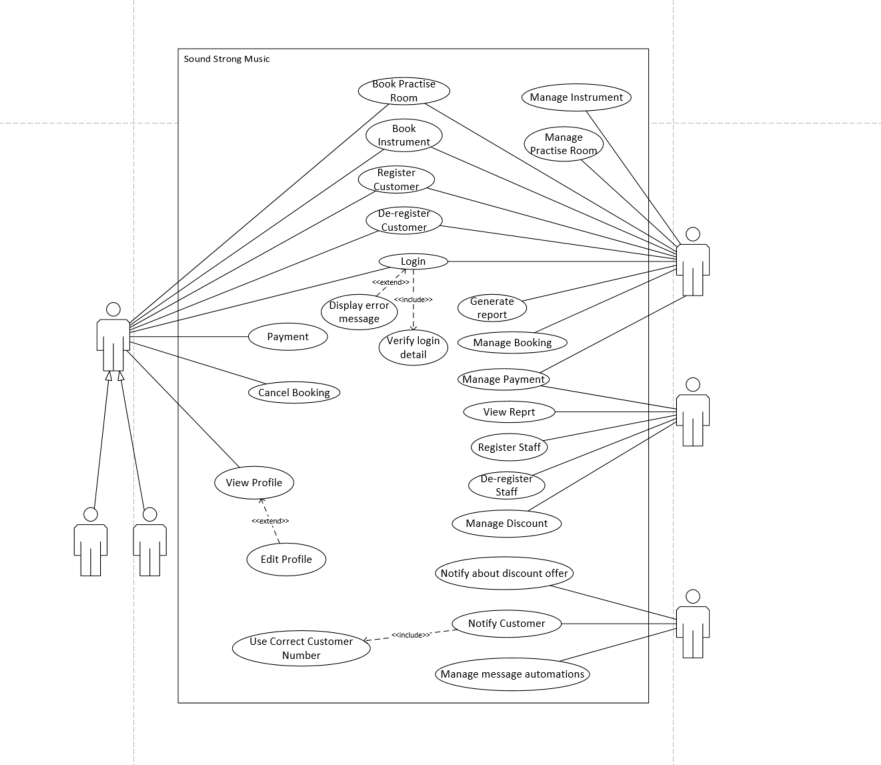 Sound Strong Music
Book Practise
Room
Manage Instrument
Book
Instrument
Manage
Practise Room
Register
Customer
De-register
Customer
Login
<<extend>>
<<include>>
Display error
message
Generate
report
Verify login
detail
Payment
Manage Booking
Manage Payment
Cancel Booking
View Reprt
Register Staff
View Profile
De-register
Staff
<<extend>>
Manage Discount
Edit Profile
Notify about discount offer
Notify Customer
<<include>>
Use Correct Customer
Number
Manage message automations